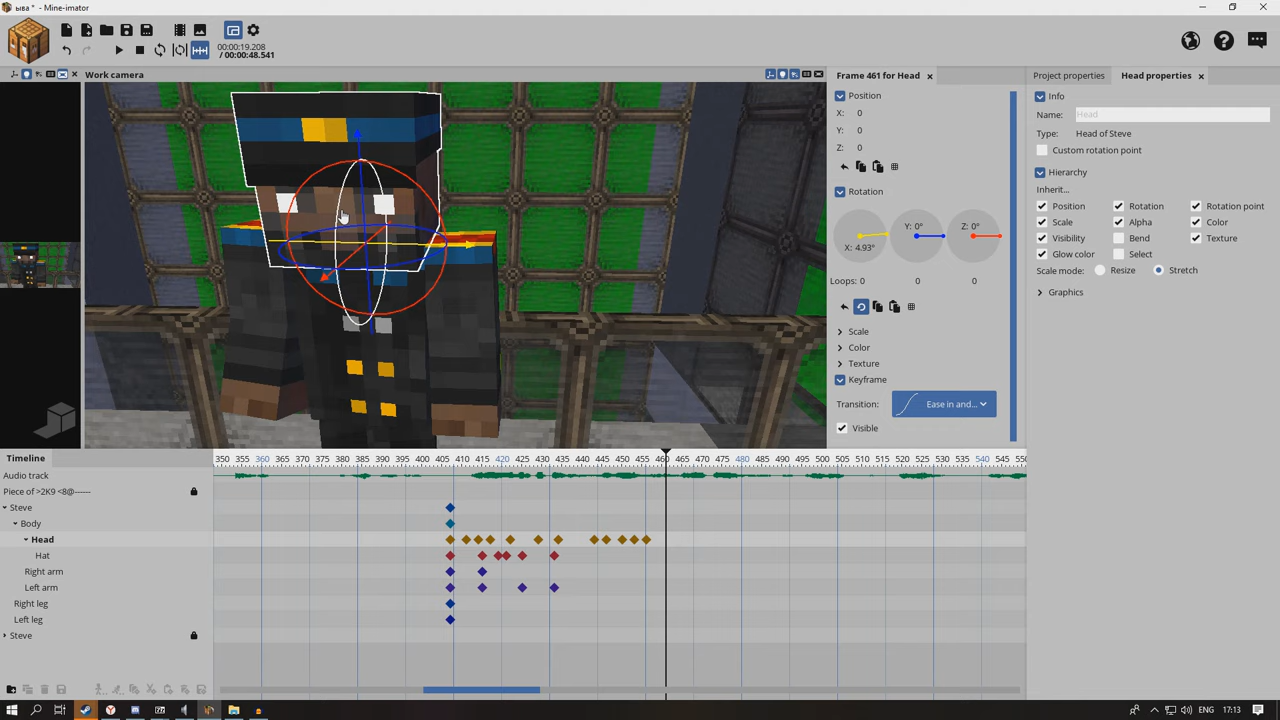 ыва * - Mine-imator
00:00:19.208
/ 00:00:48.541
Work camera
Frame 461 for Head
Position
X: 0
Y: 0
Z: 0
Rotation
X: 4.93°
Y: 0°
Z: 0°
Loops: 0 0 0
Scale
Color
Texture
Keyframe
Transition: Ease in and...
Visible
Project properties
Head properties
Info
Name: Head
Type: Head of Steve
Custom rotation point
Hierarchy
Inherit...
Position Rotation Rotation point
Scale Alpha Color
Visibility Bend Texture
Glow color Select
Scale mode: Resize Stretch
Graphics
Timeline
350 355 360 365 370 375 380 385 390 395 400 405 410 415 420 425 430 435 440 445 450 455 460 465 470 475 480 485 490 495 500 505 510 515 520 525 530 535 540 545 550
Audio track
Piece of >2K9 <8@------
Steve
Body
Head
Hat
Right arm
Left arm
Right leg
Left leg
Steve
ENG
17:13